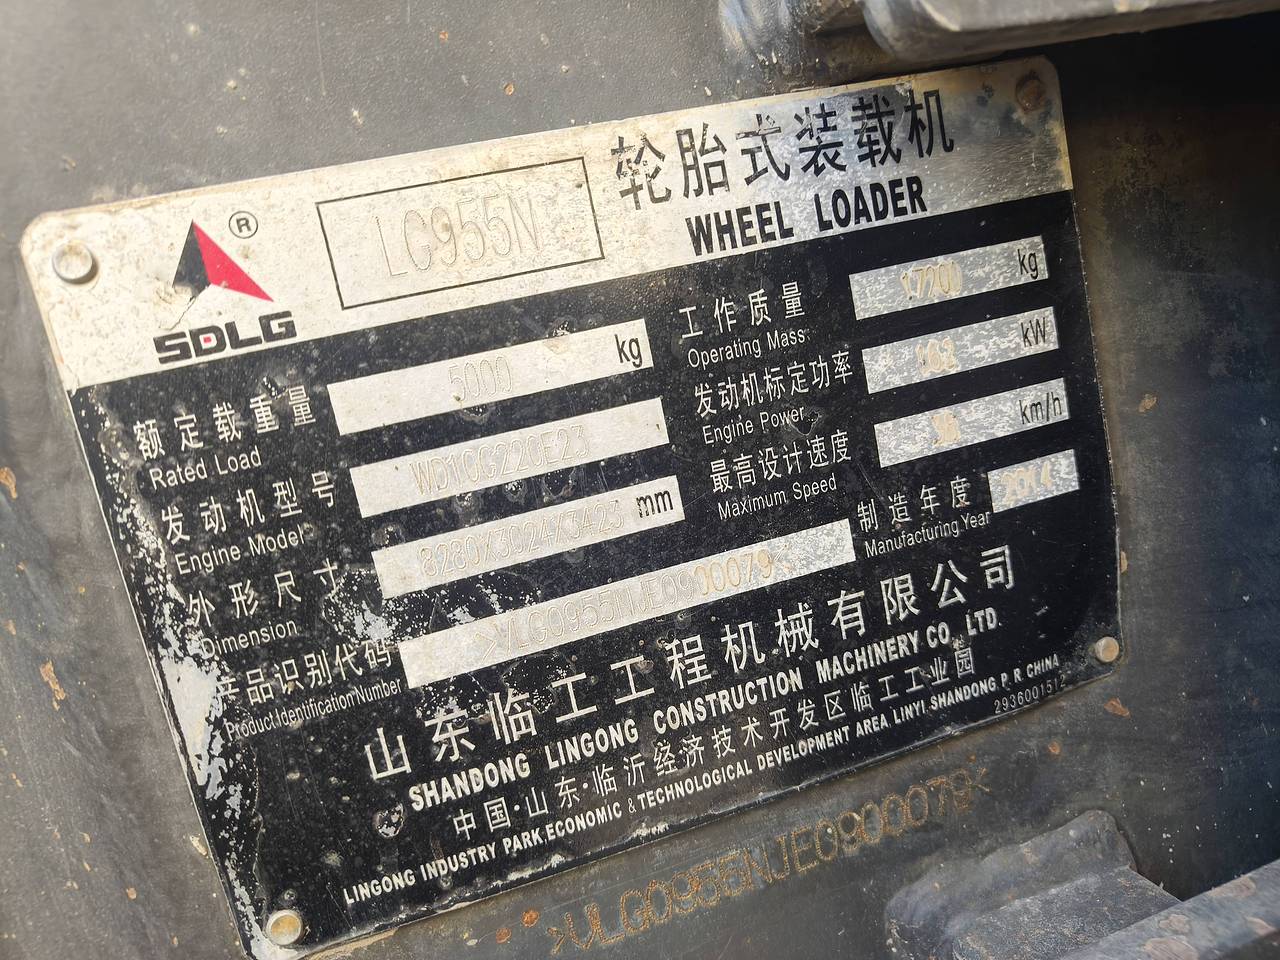 SDLG ®
LG955N
轮胎式装载机
WHEEL LOADER
额定载重量 5000 kg
Rated Load
工作质量 17200 kg
Operating Mass
发动机型号 WD10G220E23
Engine Model
发动机标定功率 162 kW
Engine Power
外形尺寸 8280X3024X3423 mm
Dimension
最高设计速度 38 km/h
Maximum Speed
产品识别代码 >VLG0955NJE0900079<
Product Identification Number
制造年度 2014
Manufacturing Year
山东临工工程机械有限公司
SHANDONG LINGONG CONSTRUCTION MACHINERY CO., LTD.
中国·山东·临沂经济技术开发区临工工业园
LINGONG INDUSTRY PARK,ECONOMIC & TECHNOLOGICAL DEVELOPMENT AREA LINYI SHANDONG P. R. CHINA
2936001512
>VLG0955NJE0900079<